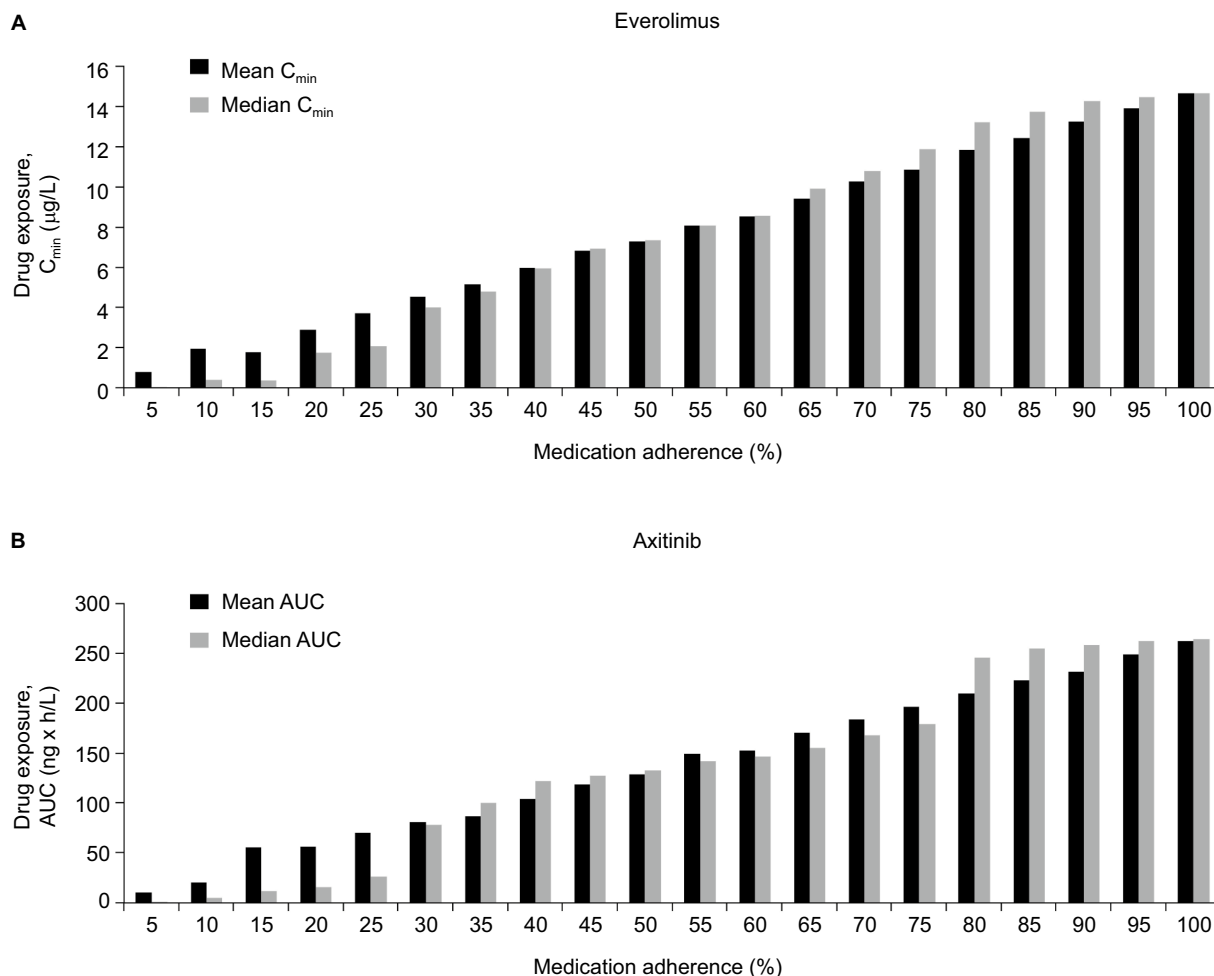 A
Everolimus
Mean Cmin
Median Cmin
Drug exposure,
Cmin (μg/L)
16
14
12
10
8
6
4
2
0
5 10 15 20 25 30 35 40 45 50 55 60 65 70 75 80 85 90 95 100
Medication adherence (%)
B
Axitinib
Mean AUC
Median AUC
Drug exposure,
AUC (ng x h/L)
300
250
200
150
100
50
0
5 10 15 20 25 30 35 40 45 50 55 60 65 70 75 80 85 90 95 100
Medication adherence (%)